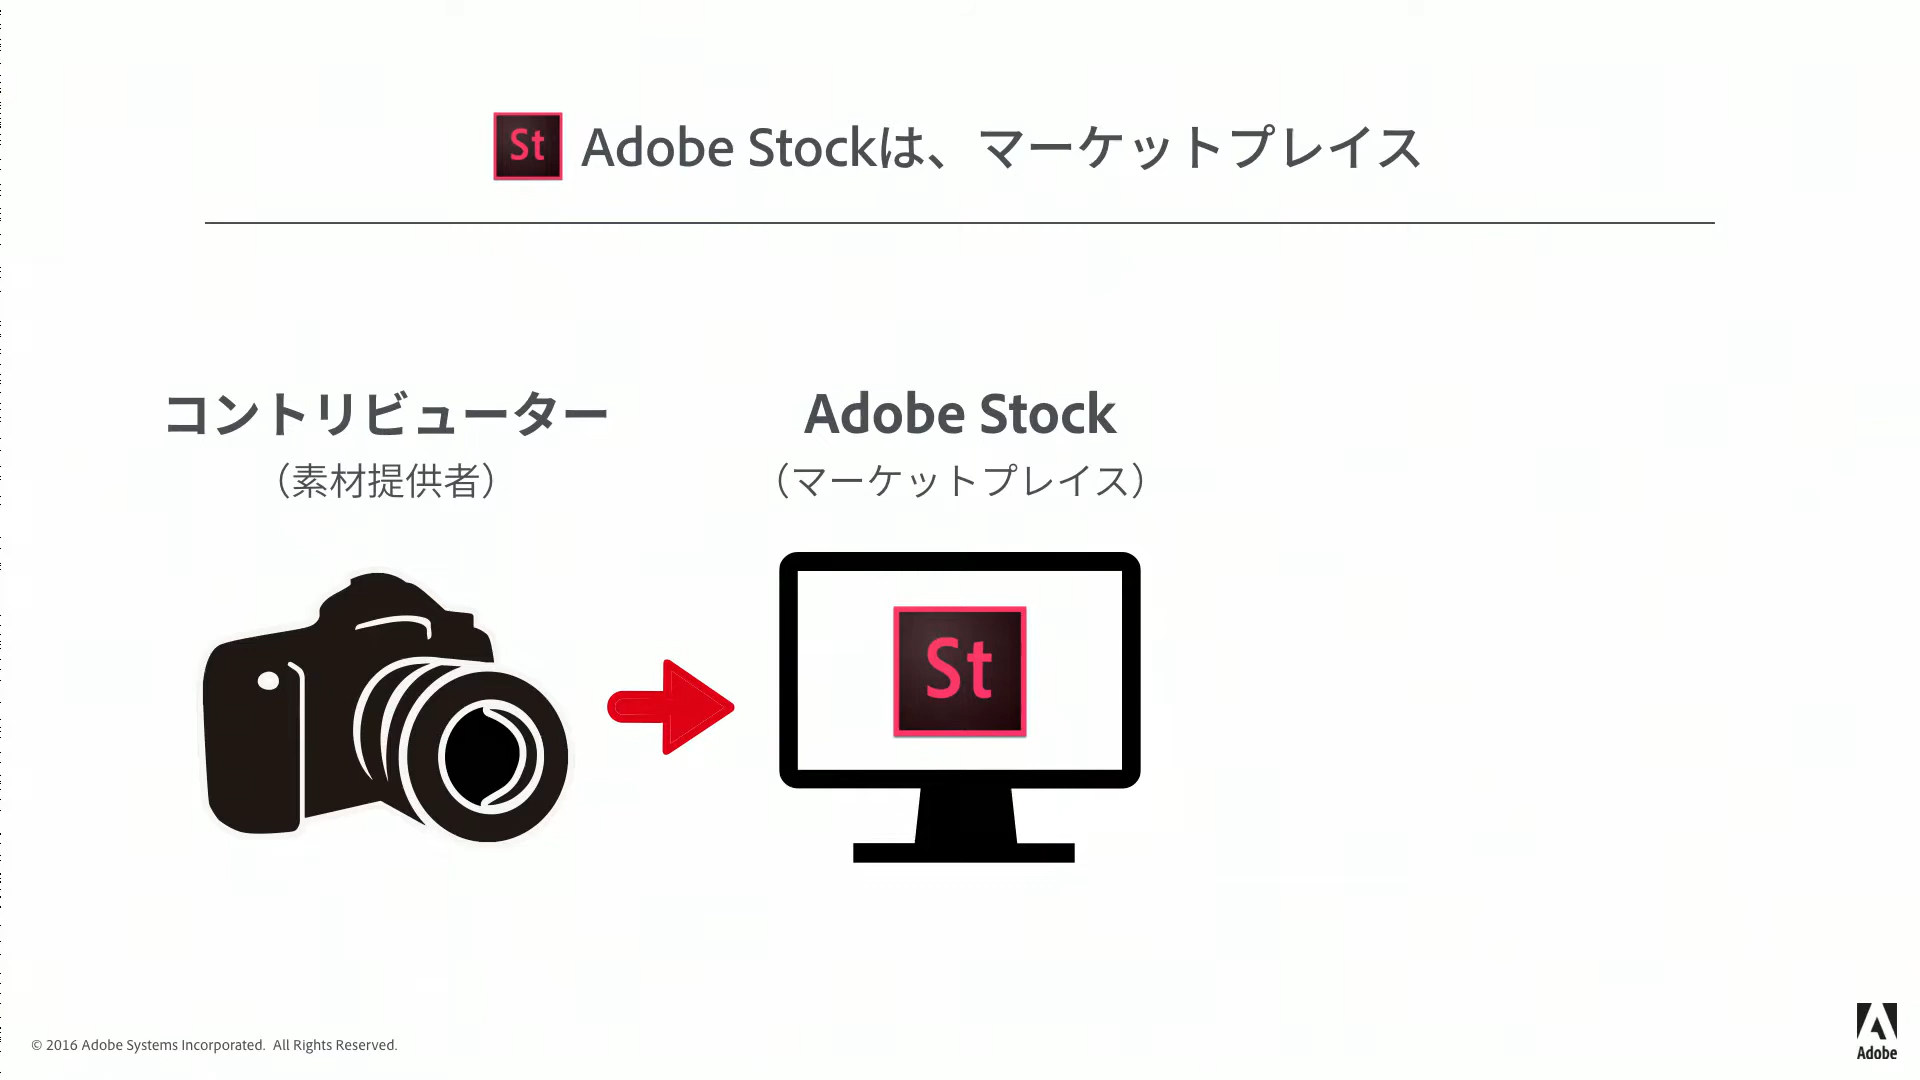 St Adobe Stockは、マーケットプレイス
コントリビューター
（素材提供者）
Adobe Stock
（マーケットプレイス）
St
© 2016 Adobe Systems Incorporated. All Rights Reserved.
Adobe